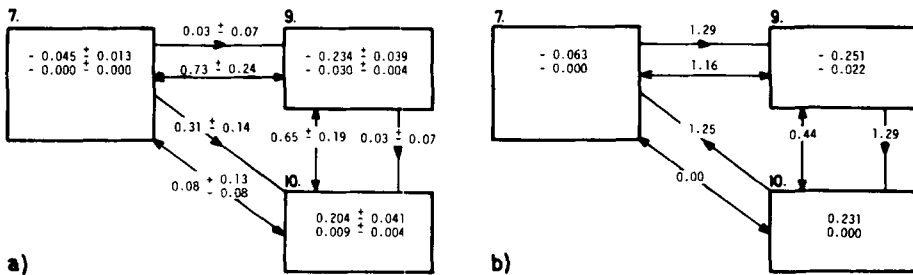 7.
0.03 ± 0.07
9.
- 0.045 ± 0.013
- 0.000 ± 0.000
0.73 ± 0.24
- 0.234 ± 0.039
- 0.030 ± 0.004
0.31 ± 0.14
0.65 ± 0.19
0.03 ± 0.07
0.08 + 0.13
- 0.08
10.
0.204 ± 0.041
0.009 ± 0.004
a)
7.
1.29
9.
- 0.063
- 0.000
1.16
- 0.251
- 0.022
1.25
0.44
1.29
0.00
10.
0.231
0.000
b)